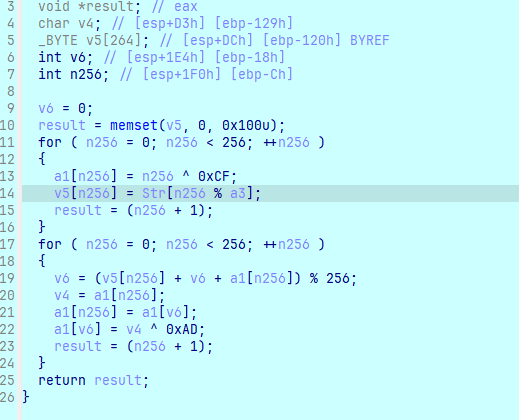 3 void *result; // eax
4 char v4; // [esp+D3h] [ebp-129h]
5 _BYTE v5[264]; // [esp+DCh] [ebp-120h] BYREF
6 int v6; // [esp+1E4h] [ebp-18h]
7 int n256; // [esp+1F0h] [ebp-Ch]
8
9 v6 = 0;
10 result = memset(v5, 0, 0x100u);
11 for ( n256 = 0; n256 < 256; ++n256 )
12 {
13 a1[n256] = n256 ^ 0xCF;
14 v5[n256] = Str[n256 % a3];
15 result = (n256 + 1);
16 }
17 for ( n256 = 0; n256 < 256; ++n256 )
18 {
19 v6 = (v5[n256] + v6 + a1[n256]) % 256;
20 v4 = a1[n256];
21 a1[n256] = a1[v6];
22 a1[v6] = v4 ^ 0xAD;
23 result = (n256 + 1);
24 }
25 return result;
26 }